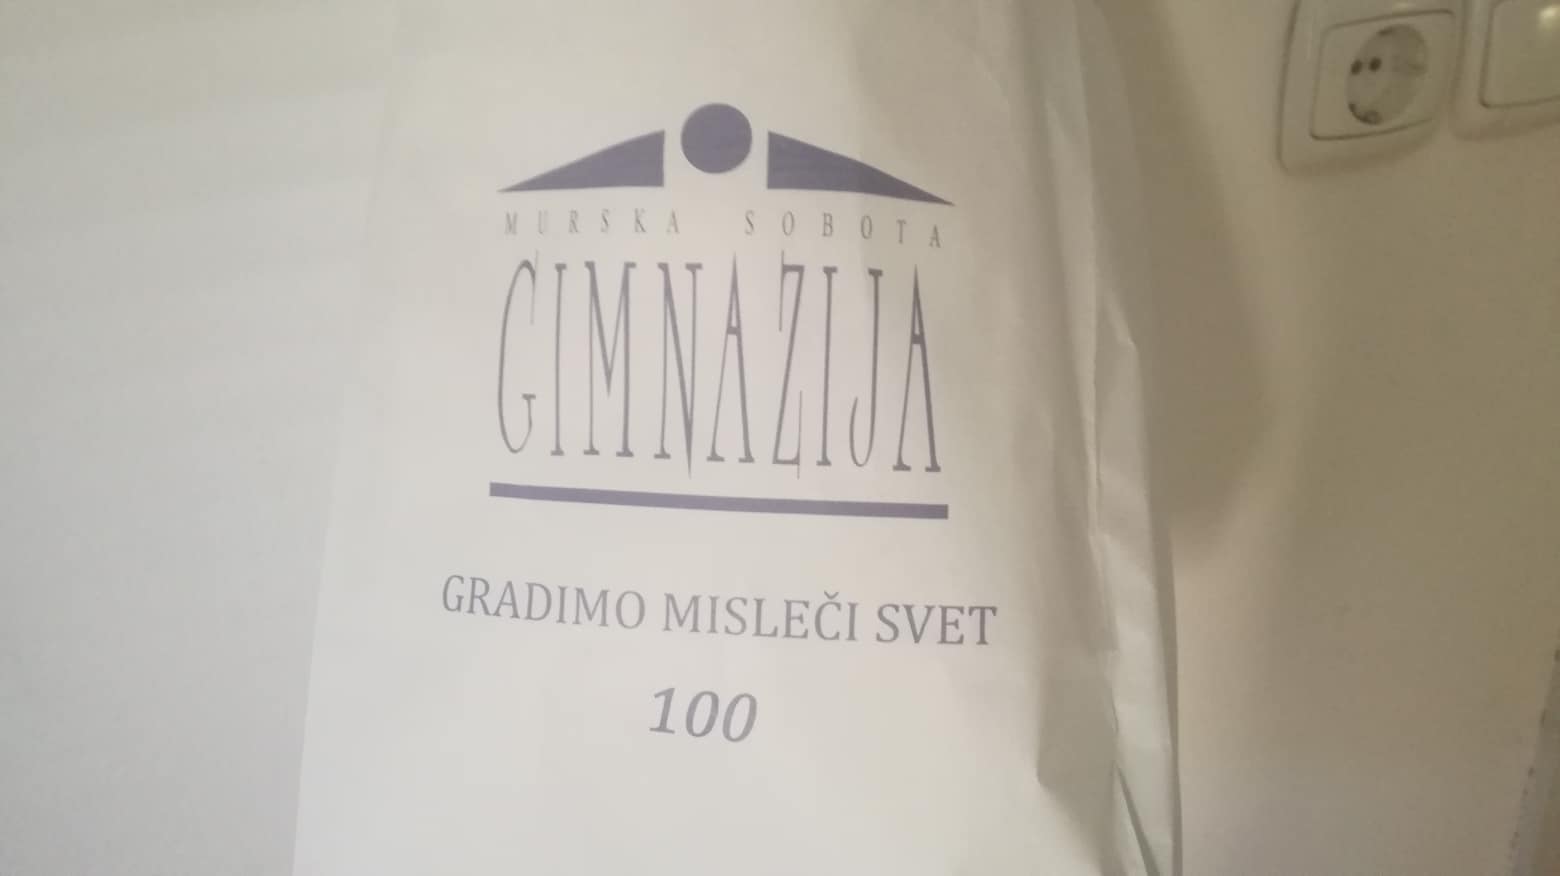 MURSKA SOBOTA
GIMNAZIJA
GRADIMO MISLEČI SVET
100